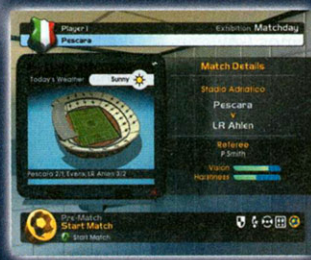 Player 1
Exhibition Matchday
Pescara
Today's Weather Sunny
Match Details
Stadio Adriatico
Pescara
v
LR Ahlen
Referee
P.Smith
Vision
Harshness
Pescara 2/1, Evens, LR Ahlen 3/2
Pre-Match
Start Match
Start Match